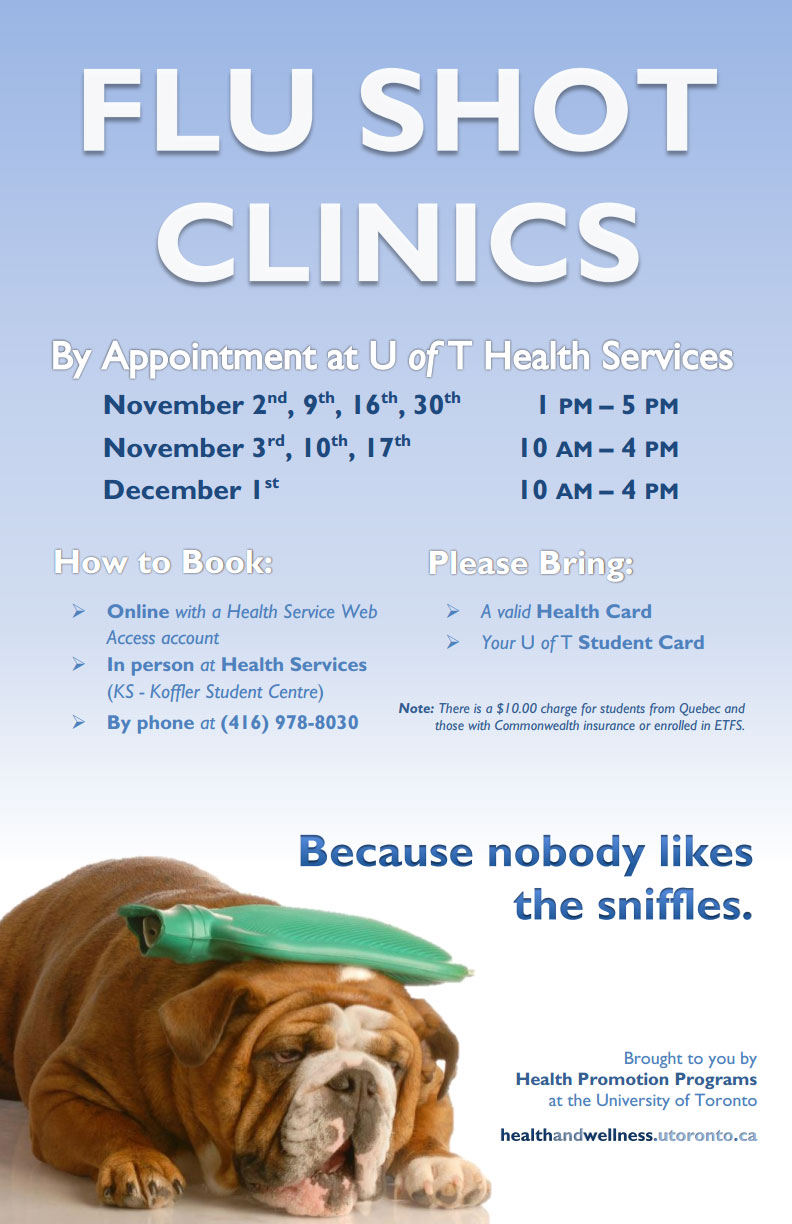 FLU SHOT
CLINICS
By Appointment at U of T Health Services
November 2nd, 9th, 16th, 30th 1 PM – 5 PM
November 3rd, 10th, 17th 10 AM – 4 PM
December 1st 10 AM – 4 PM
How to Book:
➢ Online with a Health Service Web
Access account
➢ In person at Health Services
(KS - Koffler Student Centre)
➢ By phone at (416) 978-8030
Please Bring:
➢ A valid Health Card
➢ Your U of T Student Card
Note: There is a $10.00 charge for students from Quebec and
those with Commonwealth insurance or enrolled in ETFS.
Because nobody likes
the sniffles.
Brought to you by
Health Promotion Programs
at the University of Toronto
healthandwellness.utoronto.ca